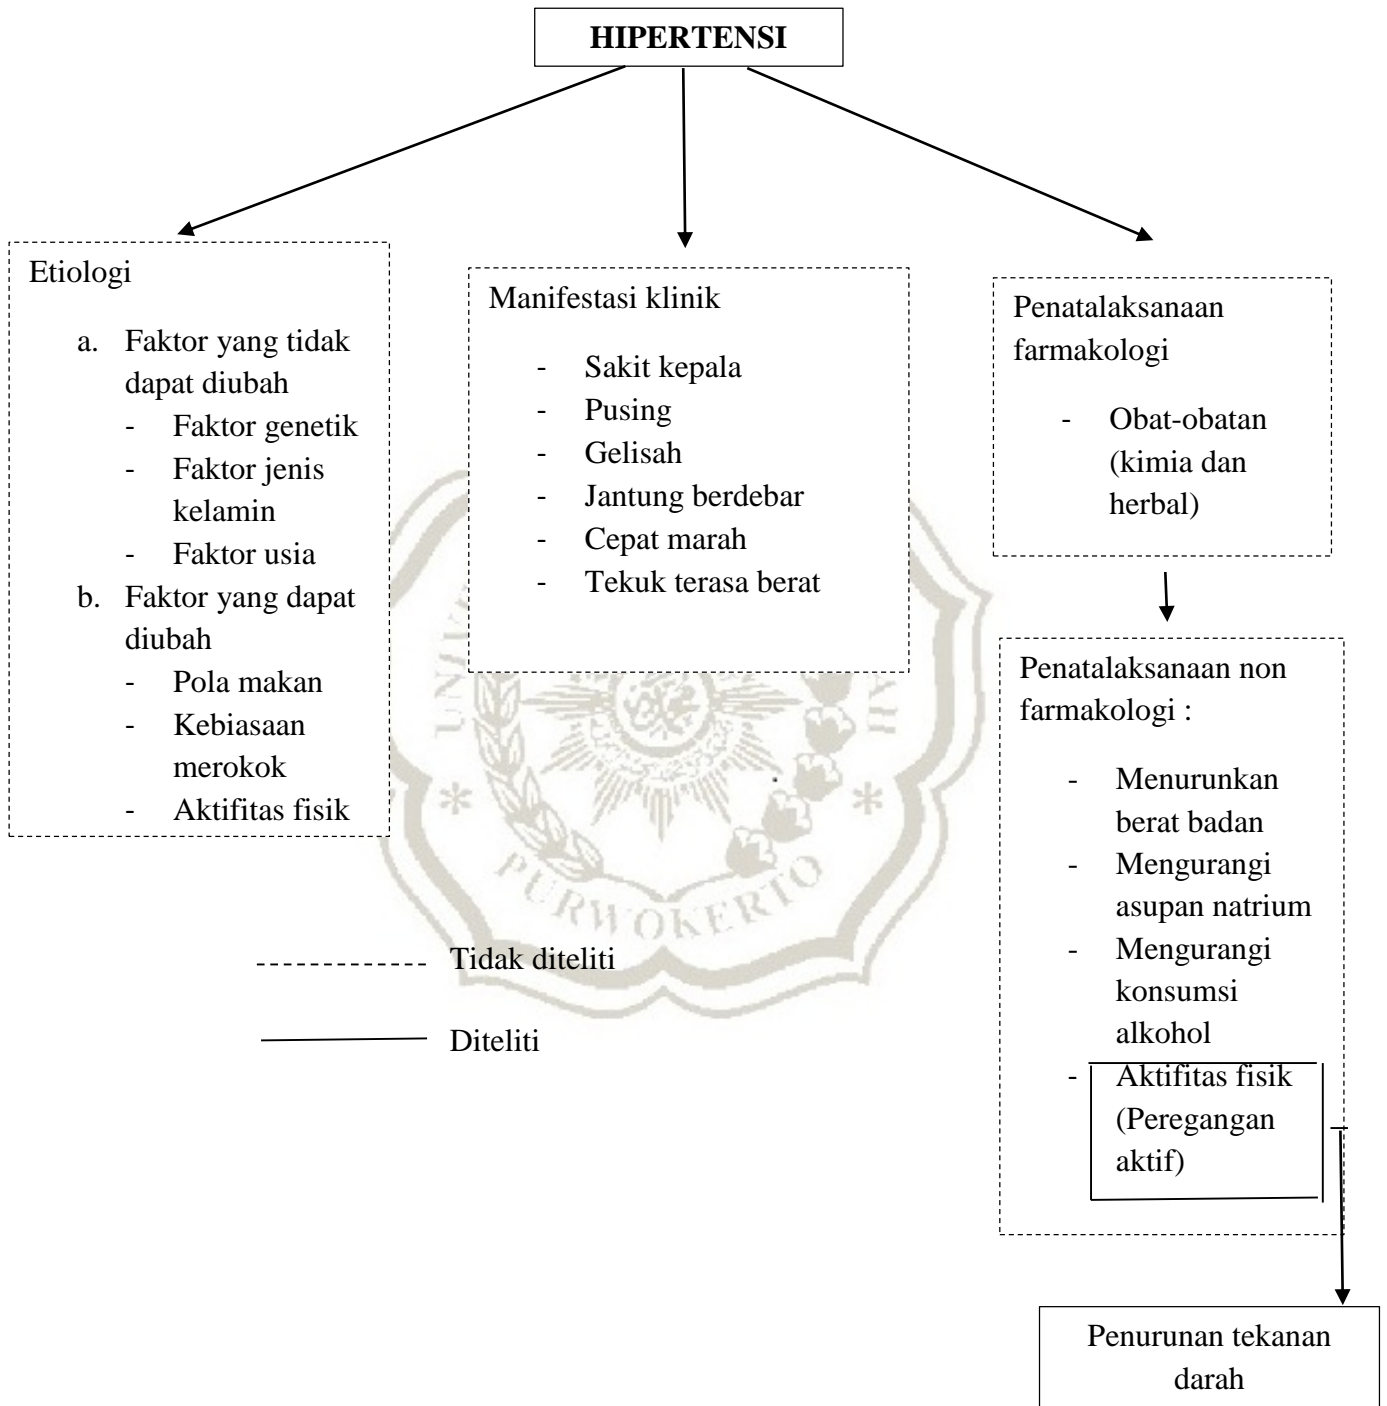 HIPERTENSI
Etiologi
a. Faktor yang tidak
dapat diubah
- Faktor genetik
- Faktor jenis
kelamin
- Faktor usia
b. Faktor yang dapat
diubah
- Pola makan
- Kebiasaan
merokok
- Aktifitas fisik
Manifestasi klinik
- Sakit kepala
- Pusing
- Gelisah
- Jantung berdebar
- Cepat marah
- Tekuk terasa berat
Penatalaksanaan
farmakologi
- Obat-obatan
(kimia dan
herbal)
Penatalaksanaan non
farmakologi :
- Menurunkan
berat badan
- Mengurangi
asupan natrium
- Mengurangi
konsumsi
alkohol
- Aktifitas fisik
(Peregangan
aktif)
Penurunan tekanan
darah
Tidak diteliti
Diteliti
PURWOKERTO